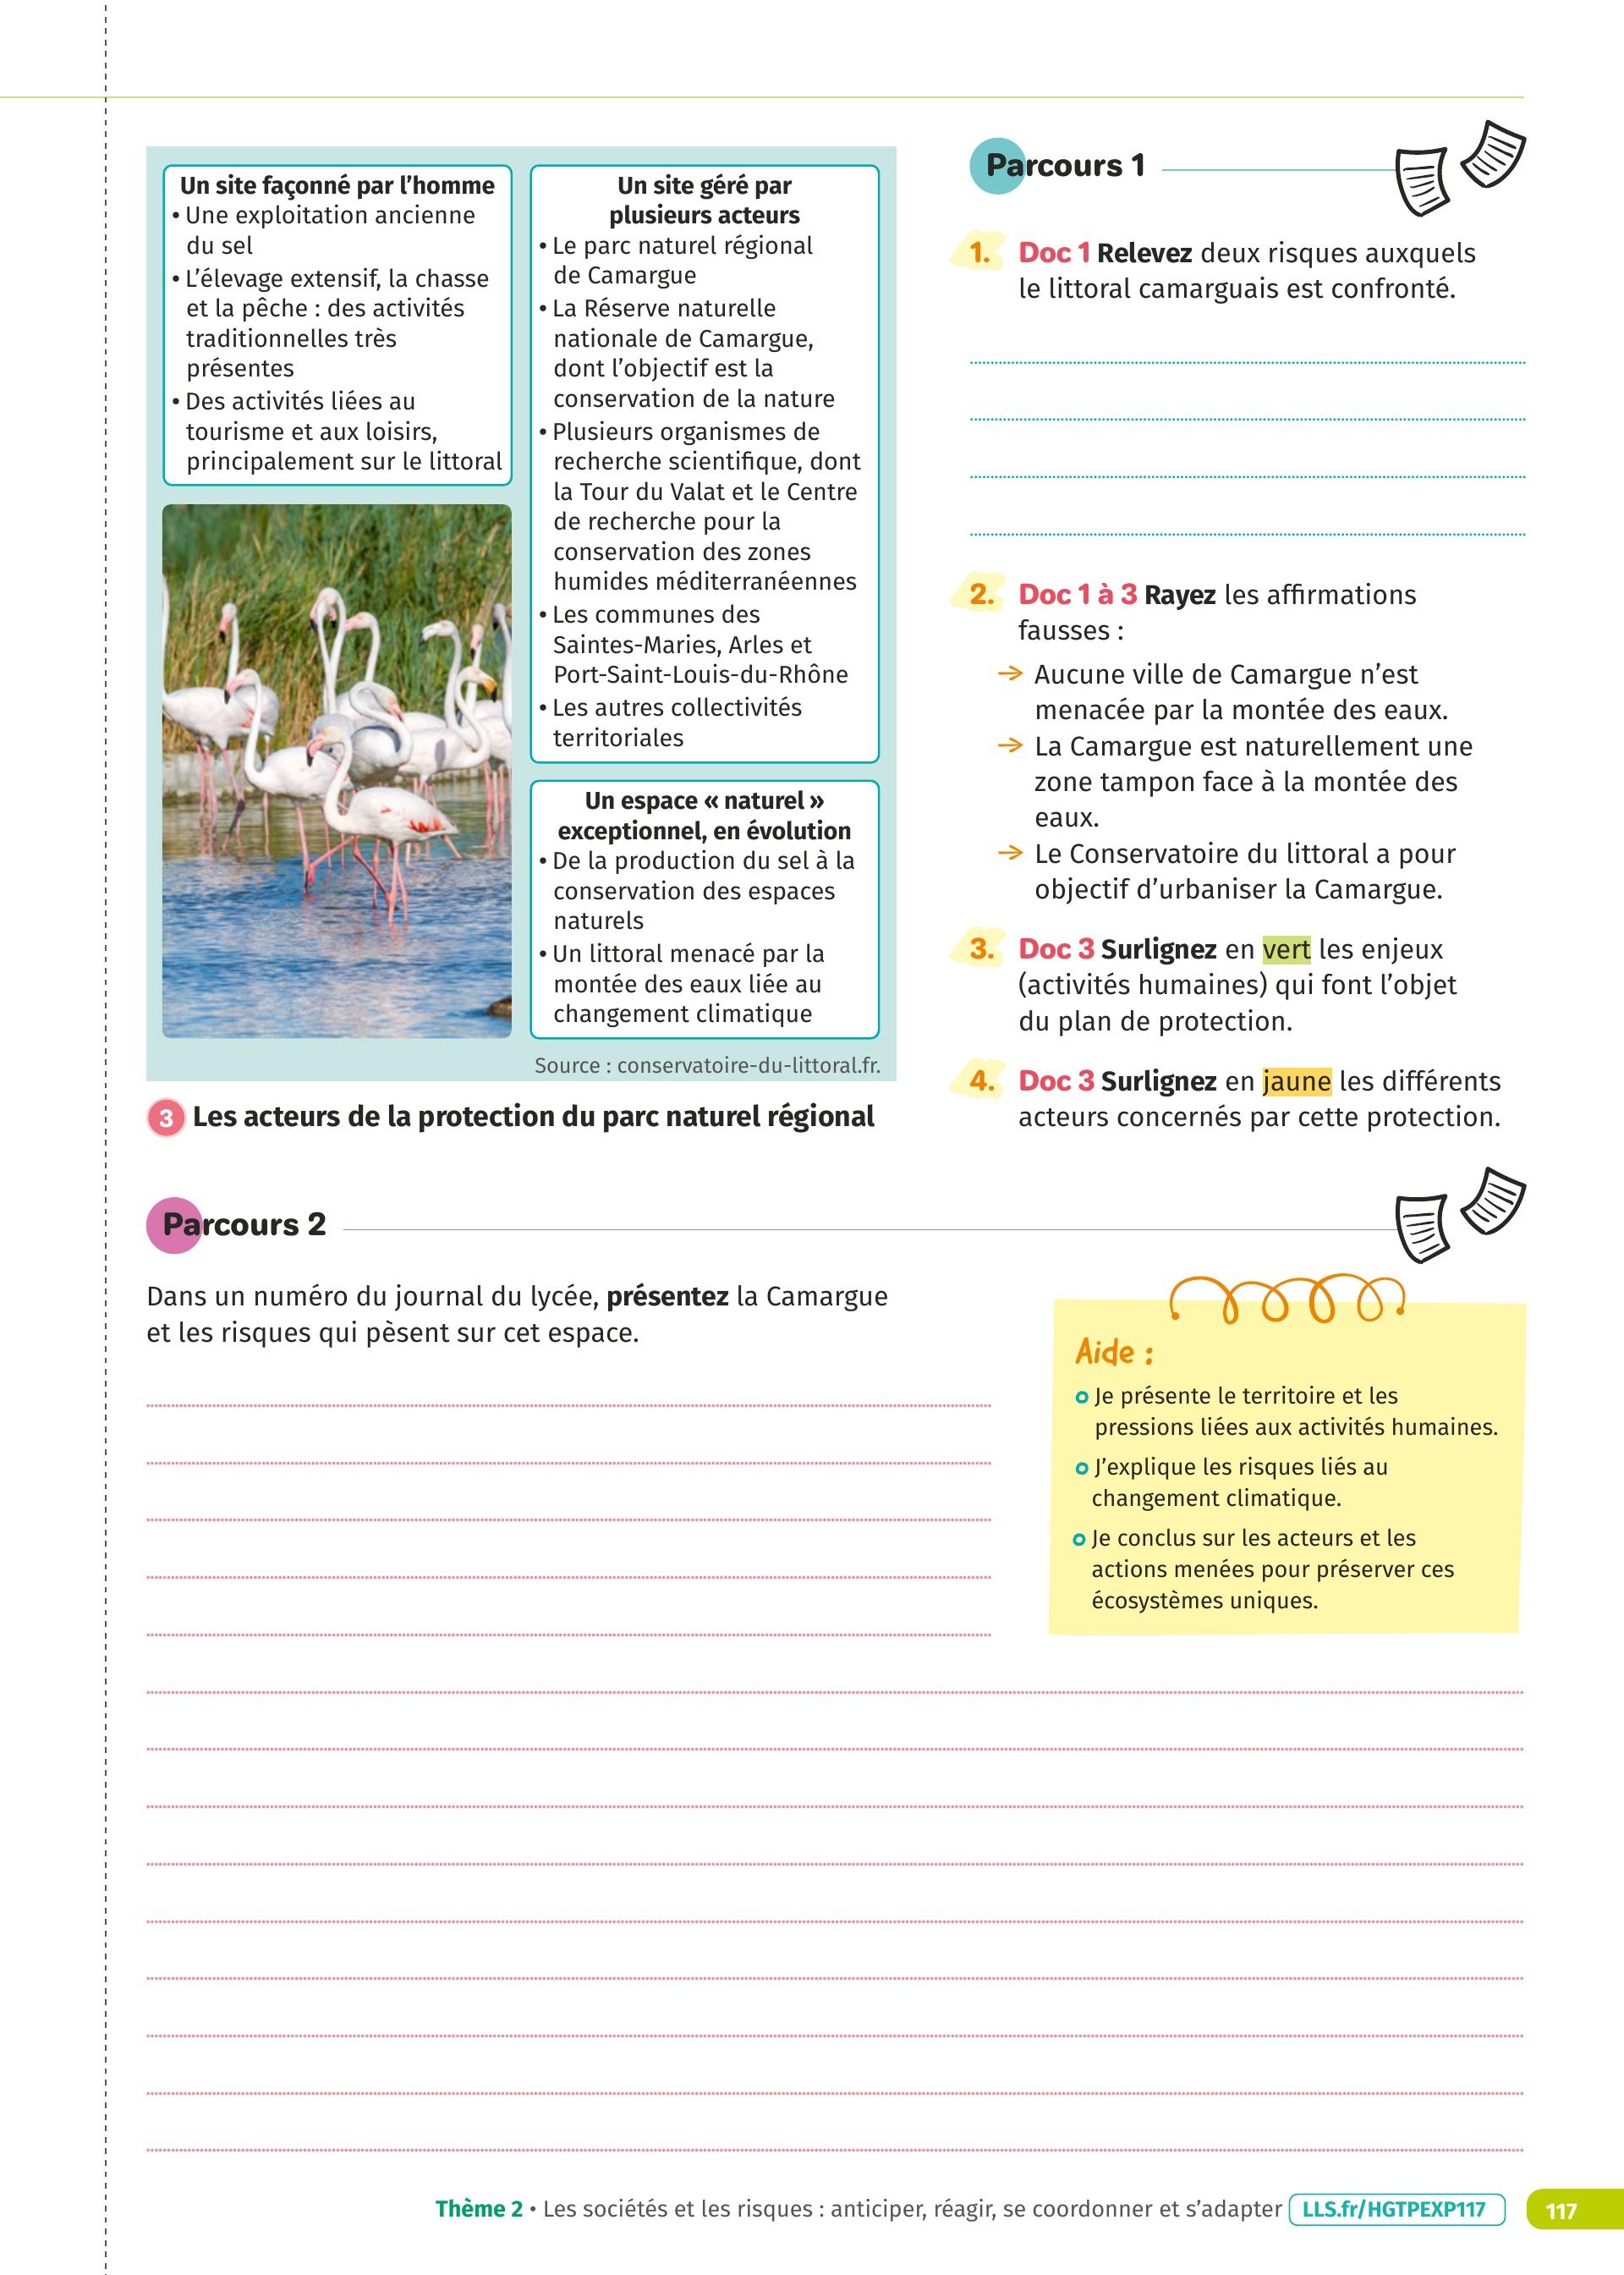 Un site façonné par l’homme
• Une exploitation ancienne
du sel
• L’élevage extensif, la chasse
et la pêche : des activités
traditionnelles très
présentes
• Des activités liées au
tourisme et aux loisirs,
principalement sur le littoral
Un site géré par
plusieurs acteurs
• Le parc naturel régional
de Camargue
• La Réserve naturelle
nationale de Camargue,
dont l’objectif est la
conservation de la nature
• Plusieurs organismes de
recherche scientifique, dont
la Tour du Valat et le Centre
de recherche pour la
conservation des zones
humides méditerranéennes
• Les communes des
Saintes-Maries, Arles et
Port-Saint-Louis-du-Rhône
• Les autres collectivités
territoriales
Un espace « naturel »
exceptionnel, en évolution
• De la production du sel à la
conservation des espaces
naturels
• Un littoral menacé par la
montée des eaux liée au
changement climatique
Source : conservatoire-du-littoral.fr.
3 Les acteurs de la protection du parc naturel régional
Parcours 1
1. Doc 1 Relevez deux risques auxquels
le littoral camarguais est confronté.
2. Doc 1 à 3 Rayez les affirmations
fausses :
→ Aucune ville de Camargue n’est
menacée par la montée des eaux.
→ La Camargue est naturellement une
zone tampon face à la montée des
eaux.
→ Le Conservatoire du littoral a pour
objectif d’urbaniser la Camargue.
3. Doc 3 Surlignez en vert les enjeux
(activités humaines) qui font l’objet
du plan de protection.
4. Doc 3 Surlignez en jaune les différents
acteurs concernés par cette protection.
Parcours 2
Dans un numéro du journal du lycée, présentez la Camargue
et les risques qui pèsent sur cet espace.
Aide :
Je présente le territoire et les
pressions liées aux activités humaines.
J’explique les risques liés au
changement climatique.
Je conclus sur les acteurs et les
actions menées pour préserver ces
écosystèmes uniques.
Thème 2 • Les sociétés et les risques : anticiper, réagir, se coordonner et s’adapter LLS.fr/HGTPEXP117 117